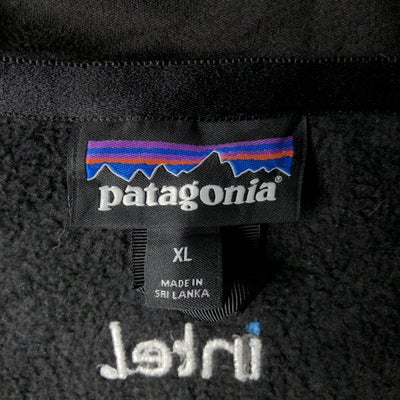 patagonia®
XL
MADE IN
SRI LANKA
intel